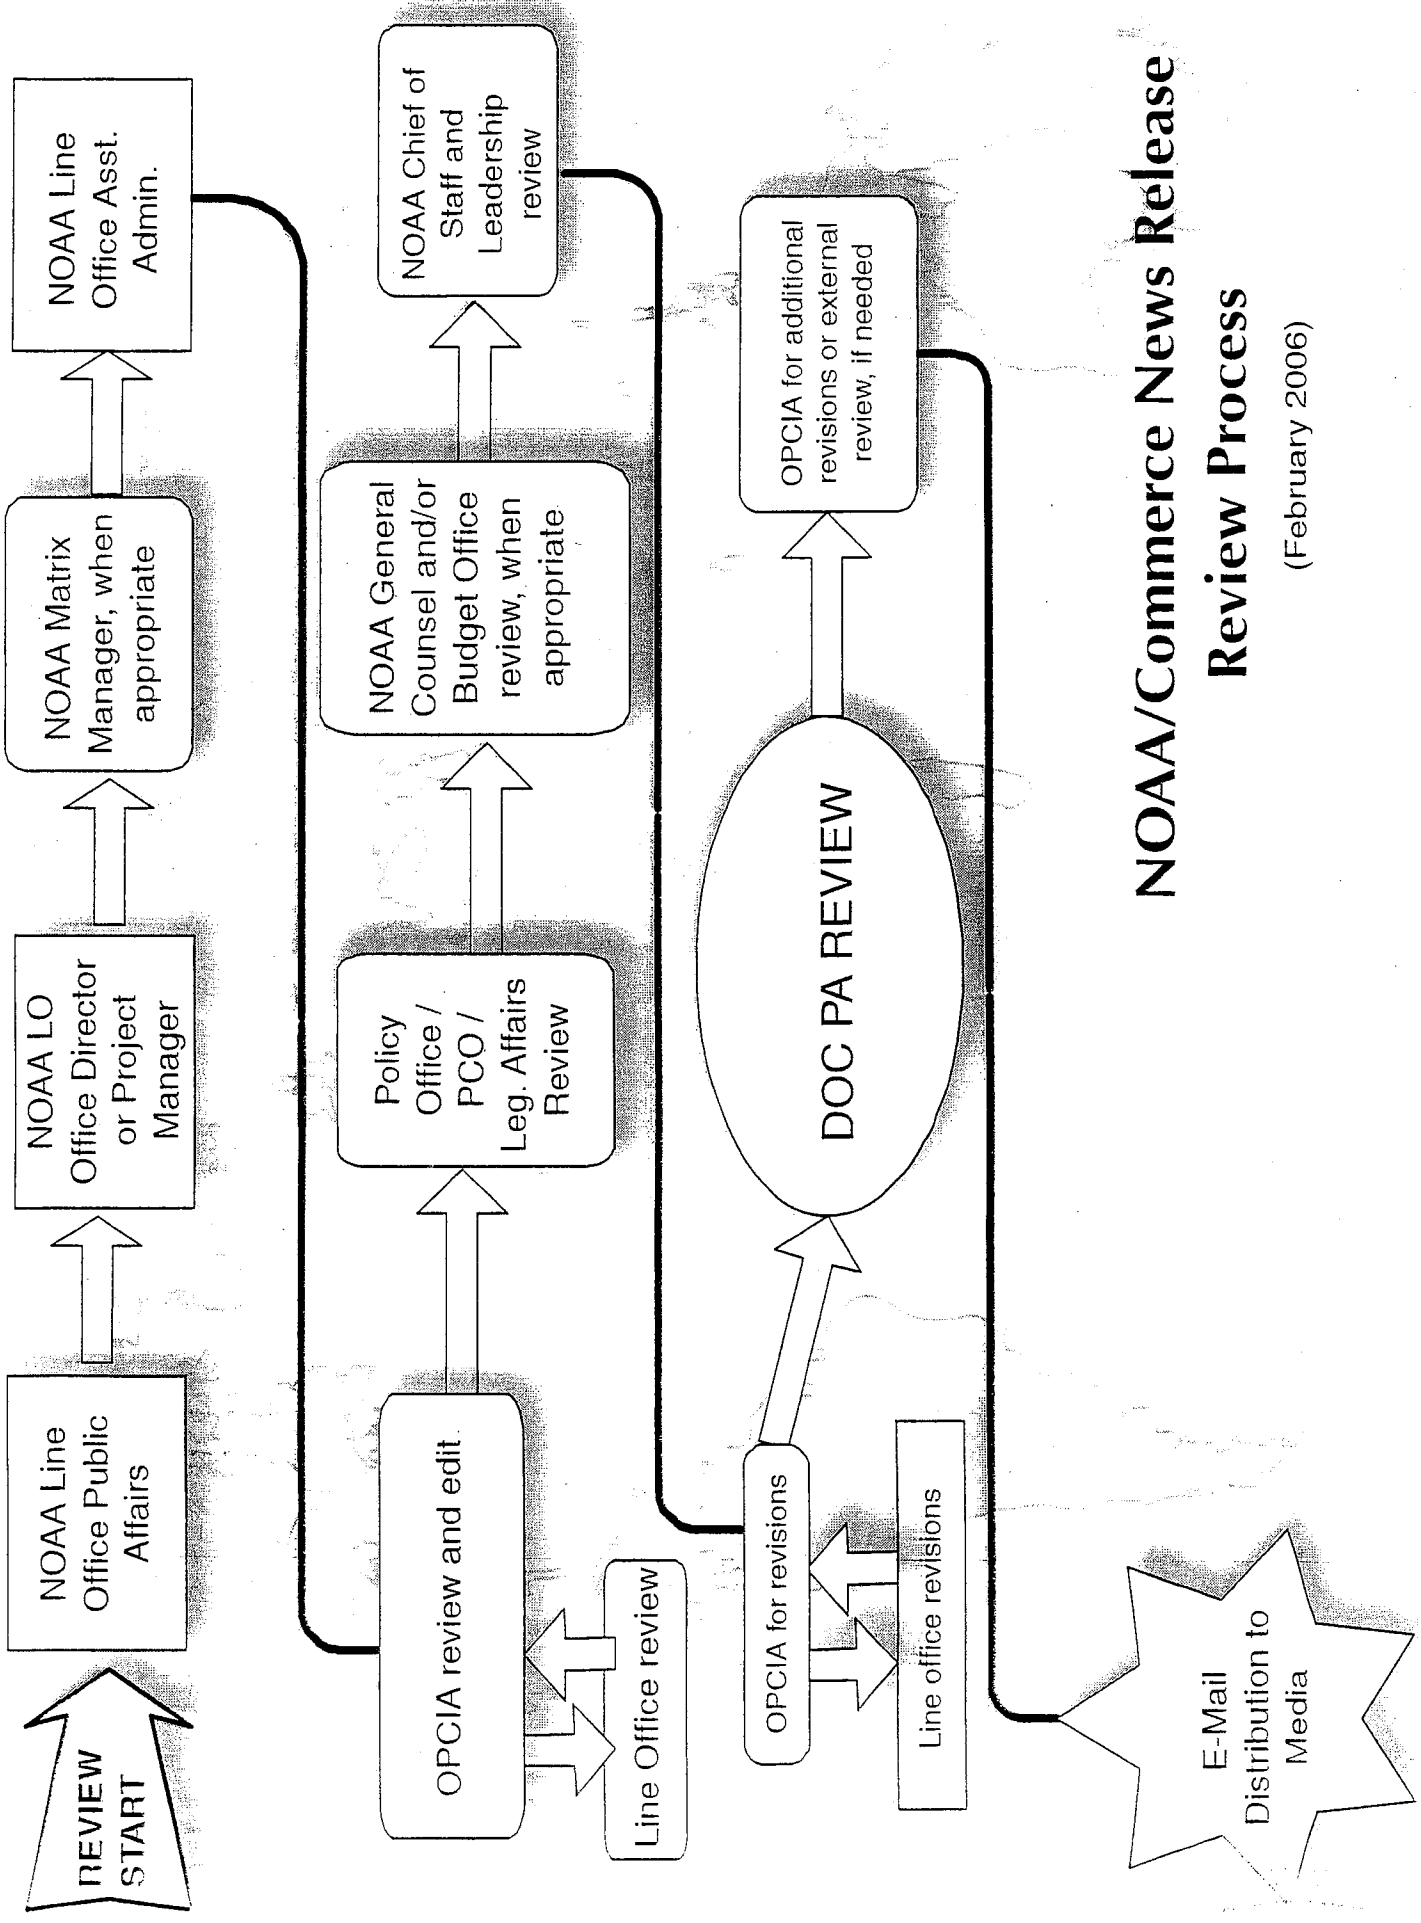 REVIEW
START
NOAA Line
Office Public
Affairs
NOAA LO
Office Director
or Project
Manager
NOAA Matrix
Manager, when
appropriate
NOAA Line
Office Asst.
Admin.
OPCIA review and edit
Line Office review
Policy
Office /
PCO /
Leg. Affairs
Review
NOAA General
Counsel and/or
Budget Office
review, when
appropriate
NOAA Chief of
Staff and
Leadership
review
OPCIA for revisions
Line office revisions
DOC PA REVIEW
OPCIA for additional
revisions or external
review, if needed
E-Mail
Distribution to
Media
NOAA/Commerce News Release
Review Process
(February 2006)